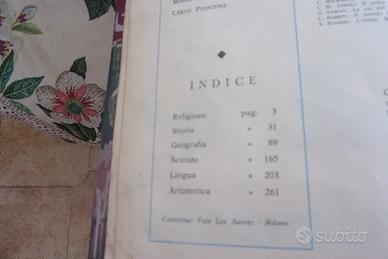 CARLO PIANTONI
INDICE
Religione pag. 3
Storia » 31
Geografia » 89
Scienze » 165
Lingua » 203
Aritmetica » 261
Copertina Foto Leo Aarons - Milano.
subito